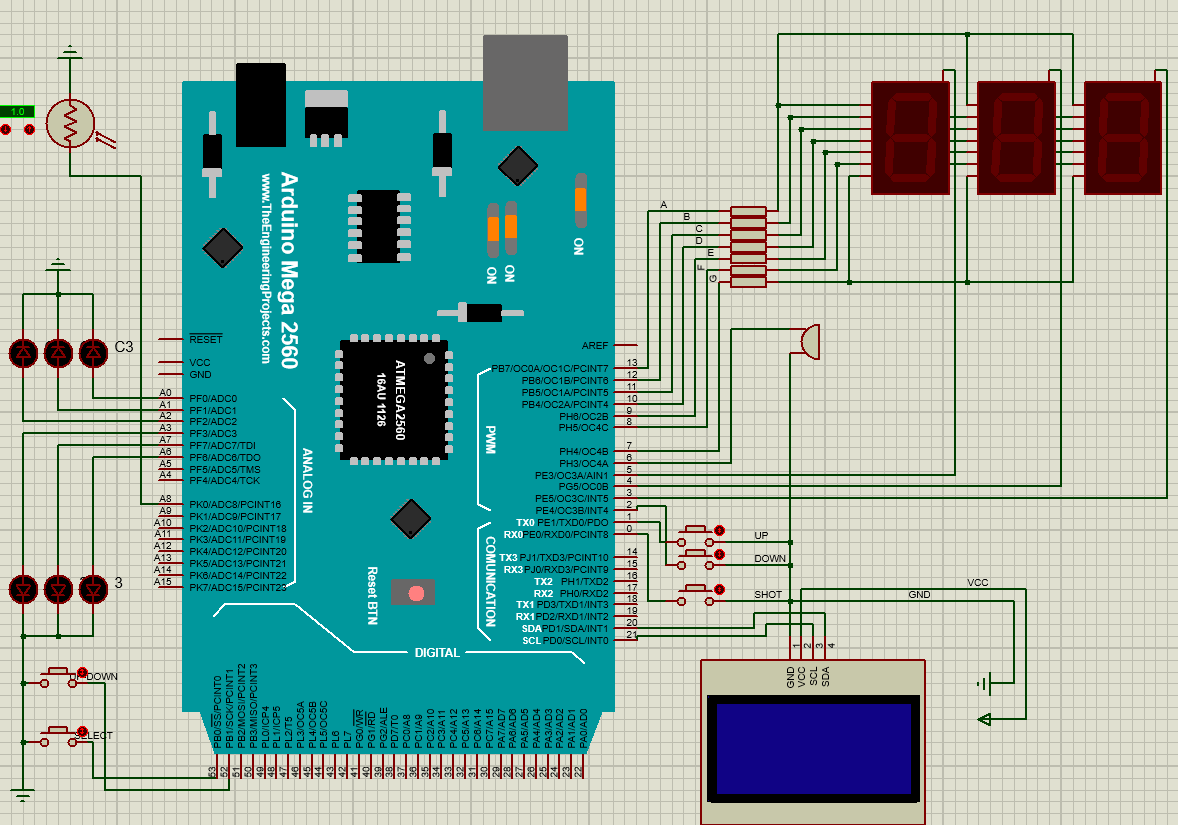 1.0
Arduino Mega 2560
www.TheEngineeringProjects.com
ON
ON
ON
A
B
C
D
E
F
G
C3
RESET
VCC
GND
A0 PF0/ADC0
A1 PF1/ADC1
A2 PF2/ADC2
A3 PF3/ADC3
A7 PF7/ADC7/TDI
A6 PF6/ADC6/TDO
A5 PF5/ADC5/TMS
A4 PF4/ADC4/TCK
A8 PK0/ADC8/PCINT16
A9 PK1/ADC9/PCINT17
A10 PK2/ADC10/PCINT18
A11 PK3/ADC11/PCINT19
A12 PK4/ADC12/PCINT20
A13 PK5/ADC13/PCINT21
A14 PK6/ADC14/PCINT22
A15 PK7/ADC15/PCINT23
ANALOG IN
ATMEGA2560
16AU 1126
PWM
COMUNICATION
Reset BTN
DIGITAL
AREF
PB7/OC0A/OC1C/PCINT7 13
PB6/OC1B/PCINT6 12
PB5/OC1A/PCINT5 11
PB4/OC2A/PCINT4 10
PH6/OC2B 9
PH5/OC4C 8
PH4/OC4B 7
PH3/OC4A 6
PE3/OC3A/AIN1 5
PG5/OC0B 4
PE5/OC3C/INT5 3
PE4/OC3B/INT4 2
TX0 PE1/TXD0/PDO 1
RX0 PE0/RXD0/PCINT8 0
TX3 PJ1/TXD3/PCINT10 14
RX3 PJ0/RXD3/PCINT9 15
TX2 PH1/TXD2 16
RX2 PH0/RXD2 17
TX1 PD3/TXD1/INT3 18
RX1 PD2/RXD1/INT2 19
SDA PD1/SDA/INT1 20
SCL PD0/SCL/INT0 21
UP
DOWN
SHOT
VCC
GND
1 2 3 4
GND VCC SCL SDA
3
UP DOWN
SELECT
PB0/SS/PCINT0 53
PB1/SCK/PCINT1 52
PB2/MOSI/PCINT2 51
PB3/MISO/PCINT3 50
PL0/ICP4 49
PL1/ICP5 48
PL2/T5 47
PL3/OC5A 46
PL4/OC5B 45
PL5/OC5C 44
PL6 43
PL7 42
PG0/WR 41
PG1/RD 40
PG2/ALE 39
PD7/T0 38
PC0/A8 37
PC1/A9 36
PC2/A10 35
PC3/A11 34
PC4/A12 33
PC5/A13 32
PC6/A14 31
PC7/A15 30
PA7/AD7 29
PA6/AD6 28
PA5/AD5 27
PA4/AD4 26
PA3/AD3 25
PA2/AD2 24
PA1/AD1 23
PA0/AD0 22